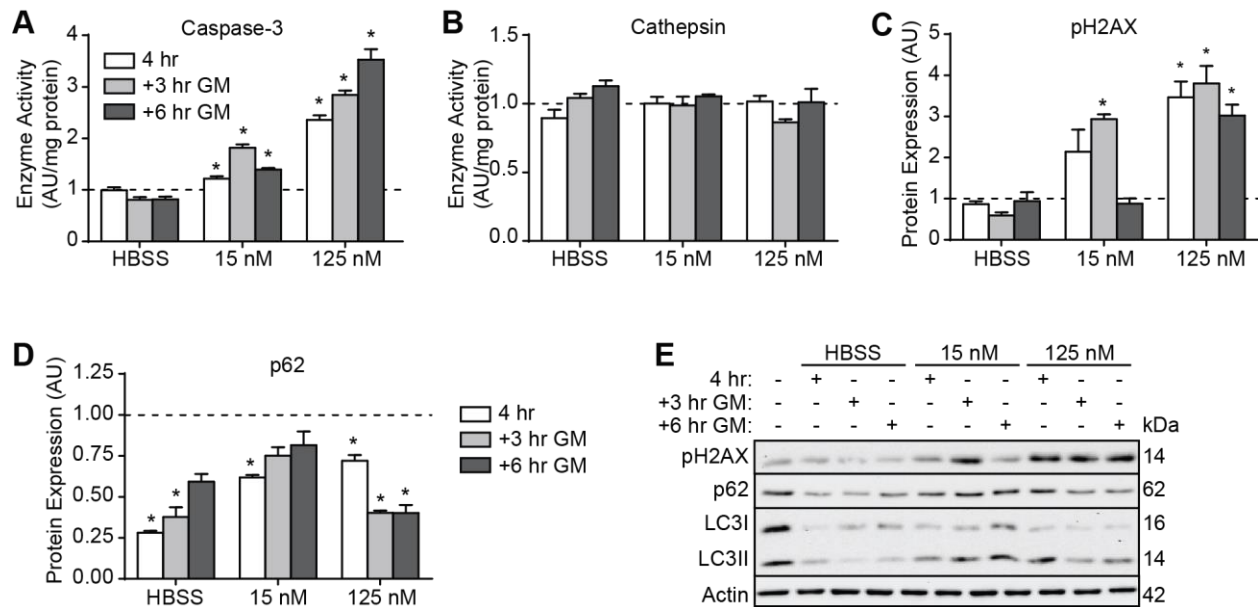 A
Caspase-3
Enzyme Activity
(AU/mg protein)
4
3
2
1
0
4 hr
+3 hr GM
+6 hr GM
*
*
*
*
*
*
HBSS
15 nM
125 nM
B
Cathepsin
Enzyme Activity
(AU/mg protein)
1.5
1.0
0.5
0.0
HBSS
15 nM
125 nM
C
pH2AX
Protein Expression (AU)
5
4
3
2
1
0
*
*
*
*
HBSS
15 nM
125 nM
D
p62
Protein Expression (AU)
1.25
1.00
0.75
0.50
0.25
0.00
*
*
*
*
*
*
HBSS
15 nM
125 nM
4 hr
+3 hr GM
+6 hr GM
E
HBSS 15 nM 125 nM
4 hr: - + - - + - - + - -
+3 hr GM: - - + - - + - - + -
+6 hr GM: - - - + - - + - - + kDa
pH2AX 14
p62 62
LC3I 16
LC3II 14
Actin 42